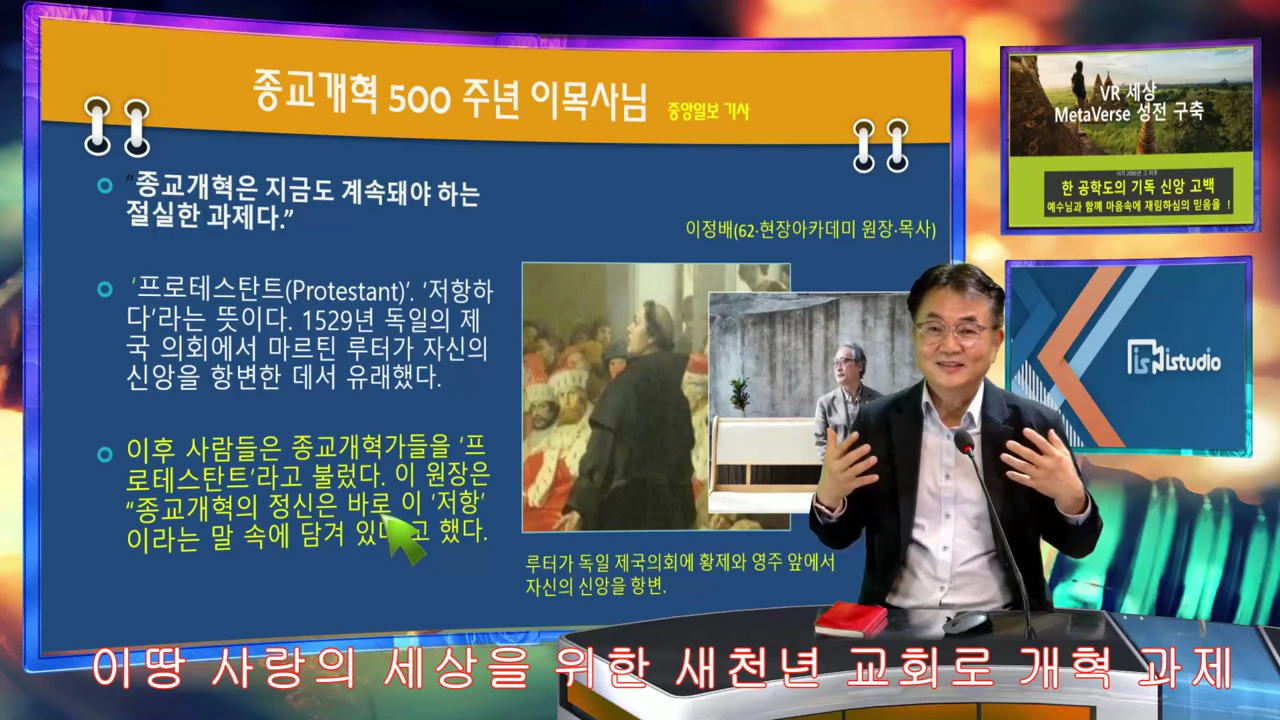 종교개혁 500 주년 이목사님 중앙일보 기사
"종교개혁은 지금도 계속돼야 하는
절실한 과제다."
이정배(62·현장아카데미 원장·목사)
'프로테스탄트(Protestant)'. '저항하
다'라는 뜻이다. 1529년 독일의 제
국 의회에서 마르틴 루터가 자신의
신앙을 항변한 데서 유래했다.
이후 사람들은 종교개혁가들을 '프
로테스탄트'라고 불렀다. 이 원장은
"종교개혁의 정신은 바로 이 '저항'
이라는 말 속에 담겨 있다고 했다.
루터가 독일 제국의회에 황제와 영주 앞에서
자신의 신앙을 항변.
VR 세상
MetaVerse 성전 구축
한 공학도의 기독 신앙 고백
예수님과 함께 마음속에 재림하심의 믿음을 !
is istudio
이땅 사랑의 세상을 위한 새천년 교회로 개혁 과제